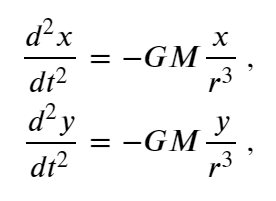 d²x/dt² = −GM x/r³ ,
d²y/dt² = −GM y/r³ ,